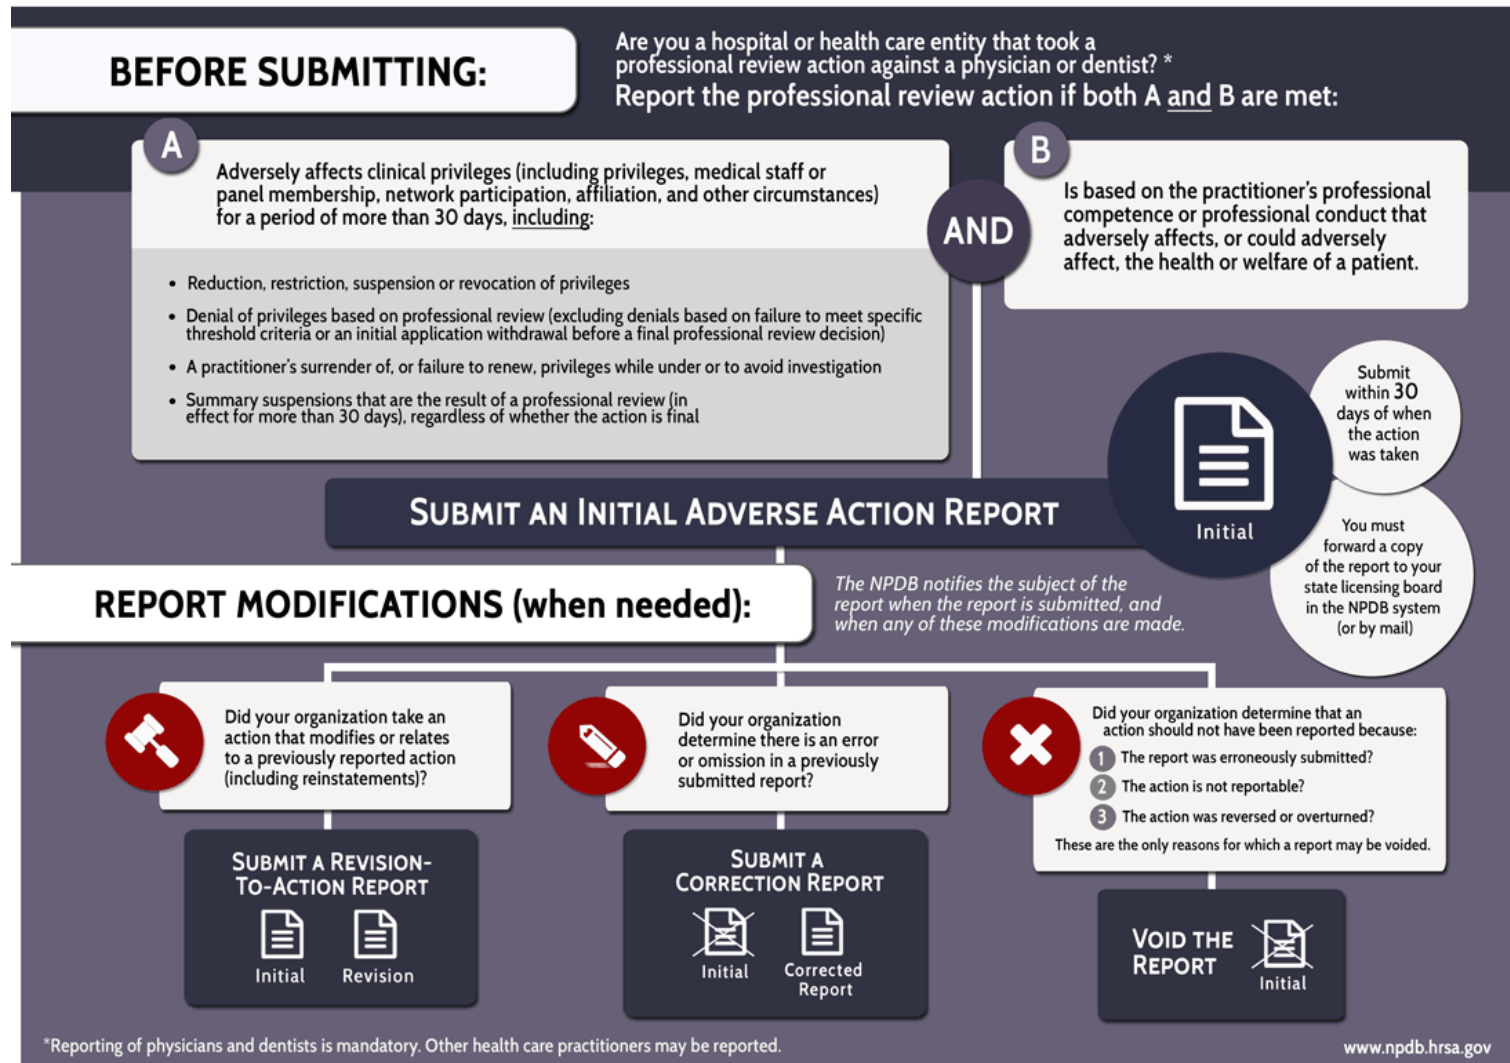 BEFORE SUBMITTING:
Are you a hospital or health care entity that took a
professional review action against a physician or dentist? *
Report the professional review action if both A and B are met:
A
Adversely affects clinical privileges (including privileges, medical staff or
panel membership, network participation, affiliation, and other circumstances)
for a period of more than 30 days, including:
• Reduction, restriction, suspension or revocation of privileges
• Denial of privileges based on professional review (excluding denials based on failure to meet specific
threshold criteria or an initial application withdrawal before a final professional review decision)
• A practitioner's surrender of, or failure to renew, privileges while under or to avoid investigation
• Summary suspensions that are the result of a professional review (in
effect for more than 30 days), regardless of whether the action is final
AND
B
Is based on the practitioner's professional
competence or professional conduct that
adversely affects, or could adversely
affect, the health or welfare of a patient.
SUBMIT AN INITIAL ADVERSE ACTION REPORT
Initial
Submit
within 30
days of when
the action
was taken
You must
forward a copy
of the report to your
state licensing board
in the NPDB system
(or by mail)
REPORT MODIFICATIONS (when needed):
The NPDB notifies the subject of the
report when the report is submitted, and
when any of these modifications are made.
Did your organization take an
action that modifies or relates
to a previously reported action
(including reinstatements)?
SUBMIT A REVISION-
TO-ACTION REPORT
Initial
Revision
Did your organization
determine there is an error
or omission in a previously
submitted report?
SUBMIT A
CORRECTION REPORT
Initial
Corrected
Report
Did your organization determine that an
action should not have been reported because:
1 The report was erroneously submitted?
2 The action is not reportable?
3 The action was reversed or overturned?
These are the only reasons for which a report may be voided.
VOID THE
REPORT
Initial
*Reporting of physicians and dentists is mandatory. Other health care practitioners may be reported.
www.npdb.hrsa.gov